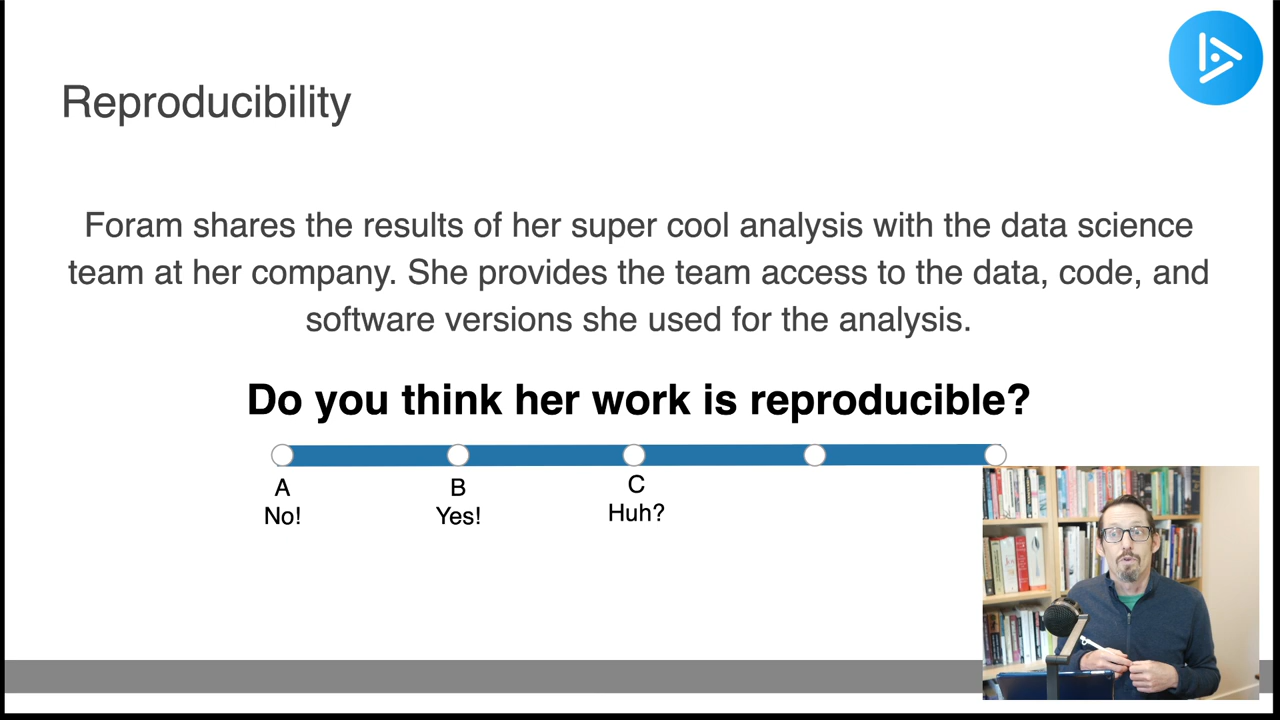 Reproducibility
Foram shares the results of her super cool analysis with the data science
team at her company. She provides the team access to the data, code, and
software versions she used for the analysis.
Do you think her work is reproducible?
A
No!
B
Yes!
C
Huh?